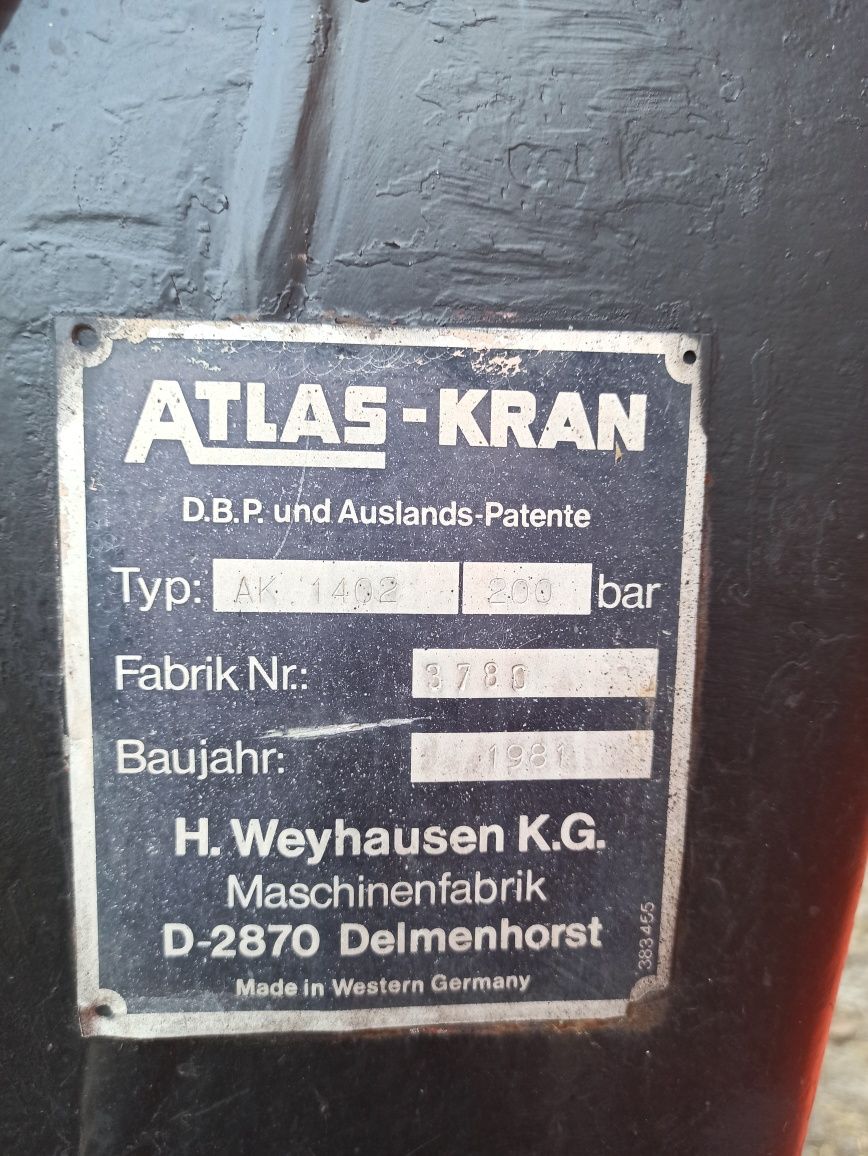 ATLAS-KRAN
D.B.P. und Auslands-Patente
Typ: AK 1402 200 bar
Fabrik Nr.: 3780
Baujahr: 1981
H. Weyhausen K.G.
Maschinenfabrik
D-2870 Delmenhorst
Made in Western Germany
383455